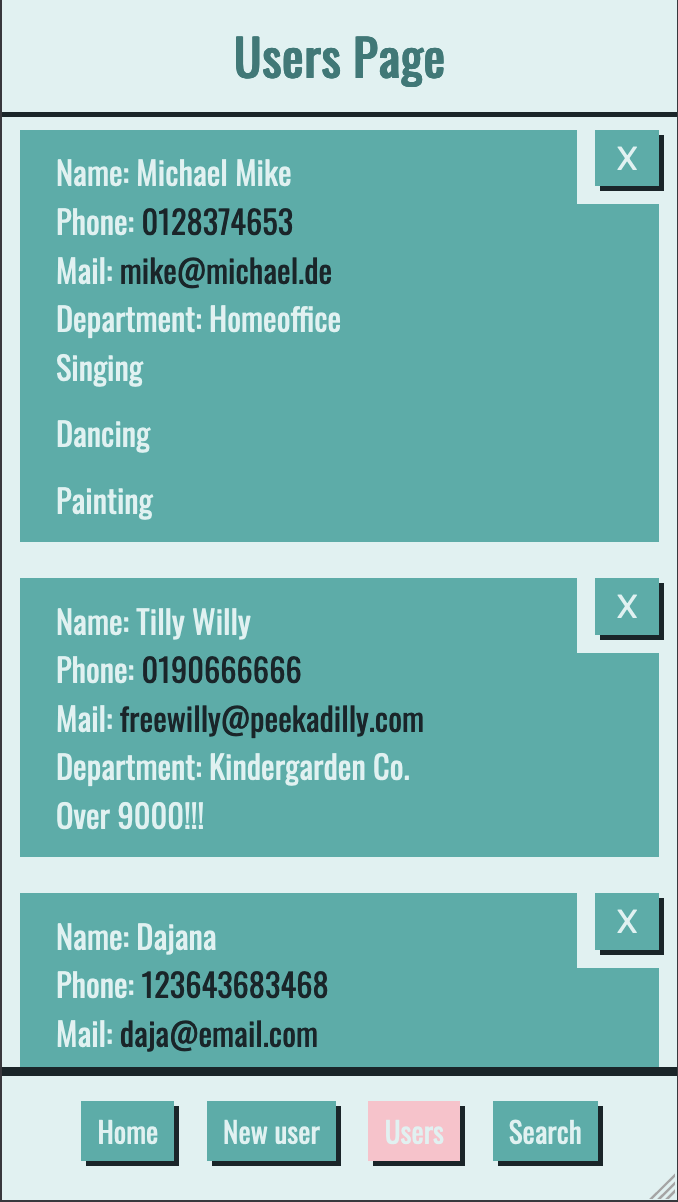 Users Page
X
Name: Michael Mike
Phone: 0128374653
Mail: mike@michael.de
Department: Homeoffice
Singing
Dancing
Painting
X
Name: Tilly Willy
Phone: 0190666666
Mail: freewilly@peekadilly.com
Department: Kindergarden Co.
Over 9000!!!
X
Name: Dajana
Phone: 123643683468
Mail: daja@email.com
Home New user Users Search